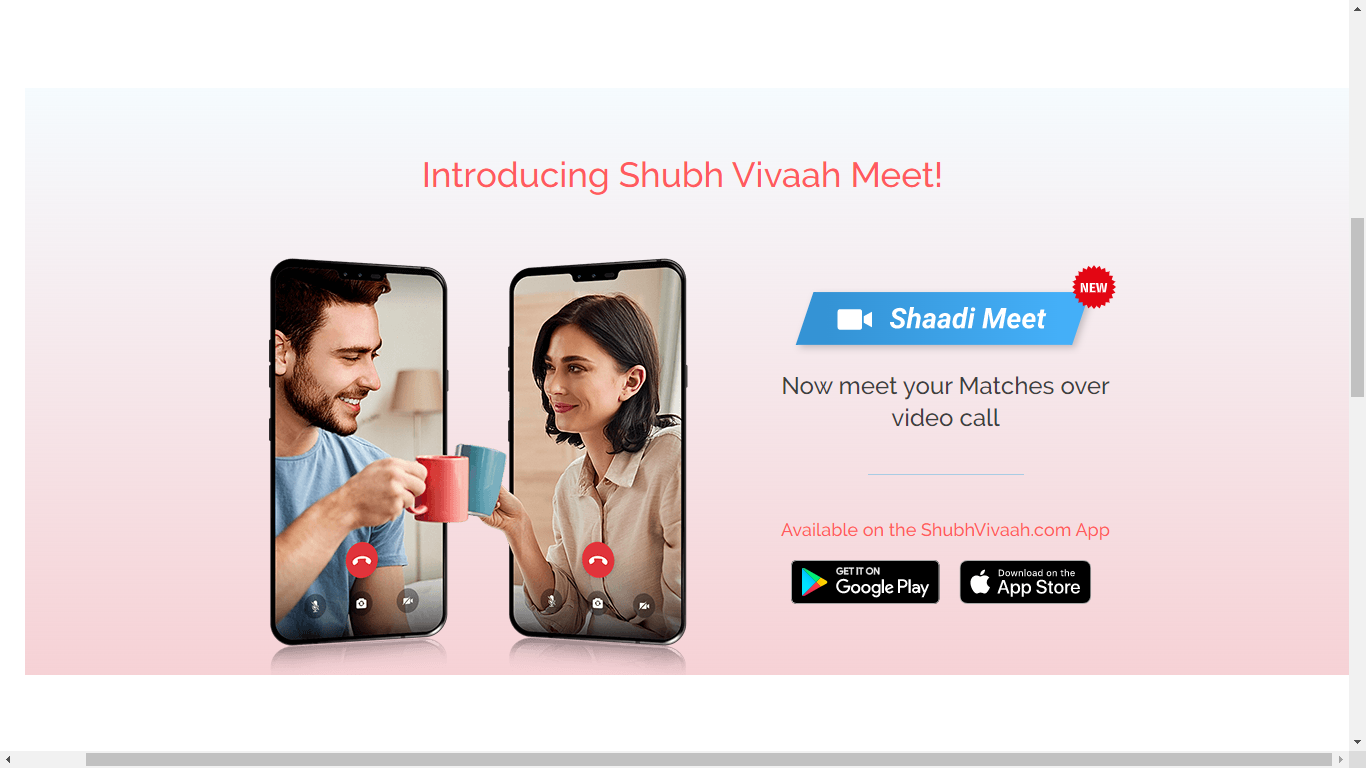 Introducing Shubh Vivaah Meet!
NEW
Shaadi Meet
Now meet your Matches over
video call
Available on the ShubhVivaah.com App
GET IT ON
Google Play
Download on the
App Store